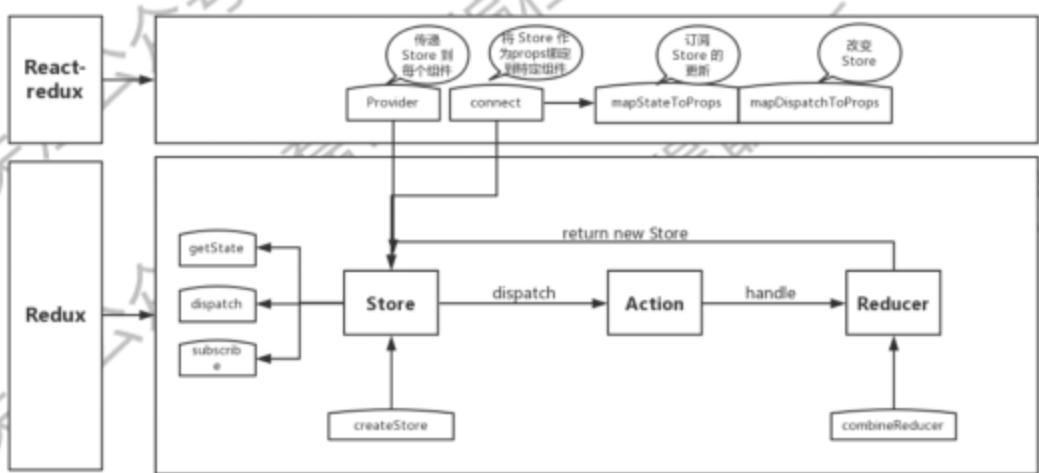 传递
Store 到
每个组件
将 Store 作
为props绑定
到特定组件
订阅
Store 的
更新
改变
Store
React-
redux
Provider
connect
mapStateToProps
mapDispatchToProps
return new Store
getState
dispatch
subscrib
e
Redux
Store
dispatch
Action
handle
Reducer
createStore
combineReducer